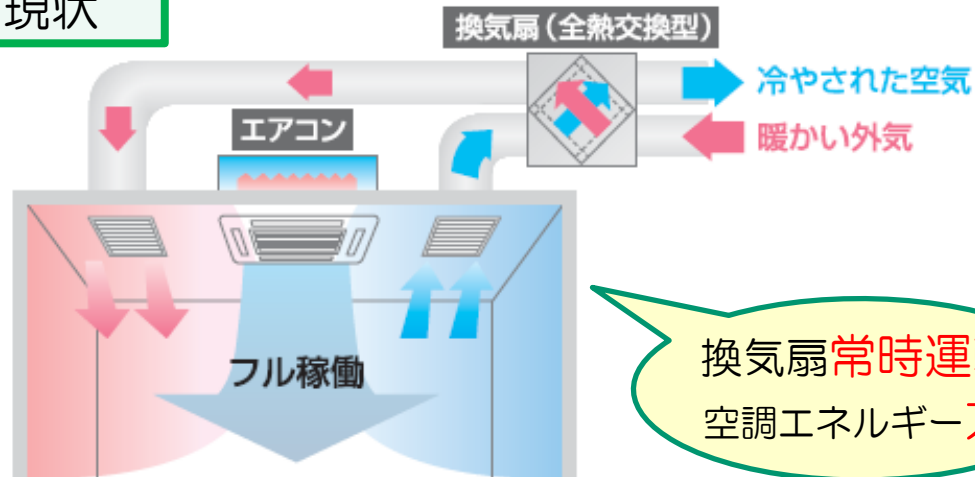 現状
換気扇(全熱交換型)
冷やされた空気
エアコン
暖かい外気
フル稼働
換気扇常時運
空調エネルギー